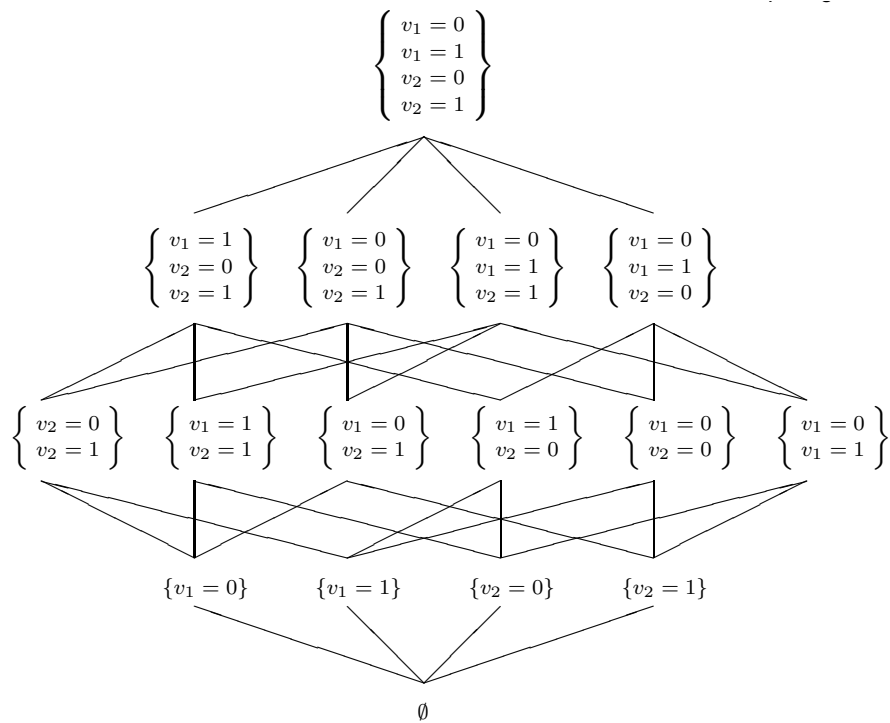 v₁ = 0
v₁ = 1
v₂ = 0
v₂ = 1
v₁ = 1
v₂ = 0
v₂ = 1
v₁ = 0
v₂ = 0
v₂ = 1
v₁ = 0
v₁ = 1
v₂ = 1
v₁ = 0
v₁ = 1
v₂ = 0
v₂ = 0
v₂ = 1
v₁ = 1
v₂ = 1
v₁ = 0
v₂ = 1
v₁ = 1
v₂ = 0
v₁ = 0
v₂ = 0
v₁ = 0
v₁ = 1
{v₁ = 0} {v₁ = 1} {v₂ = 0} {v₂ = 1}
∅